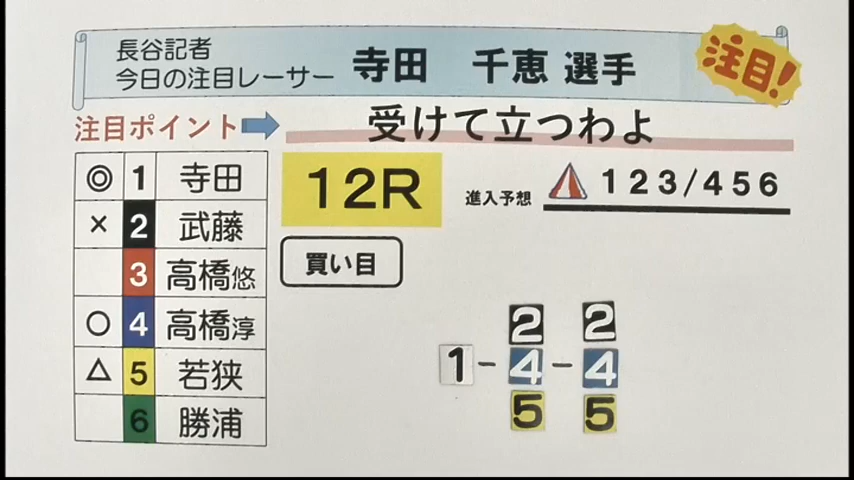 長谷記者
今日の注目レーサー 寺田 千恵 選手
注目!
注目ポイント 受けて立つわよ
◎ 1 寺田
× 2 武藤
3 高橋悠
○ 4 高橋淳
△ 5 若狭
6 勝浦
12R 進入予想 123/456
買い目
2 2
1-4-4
5 5